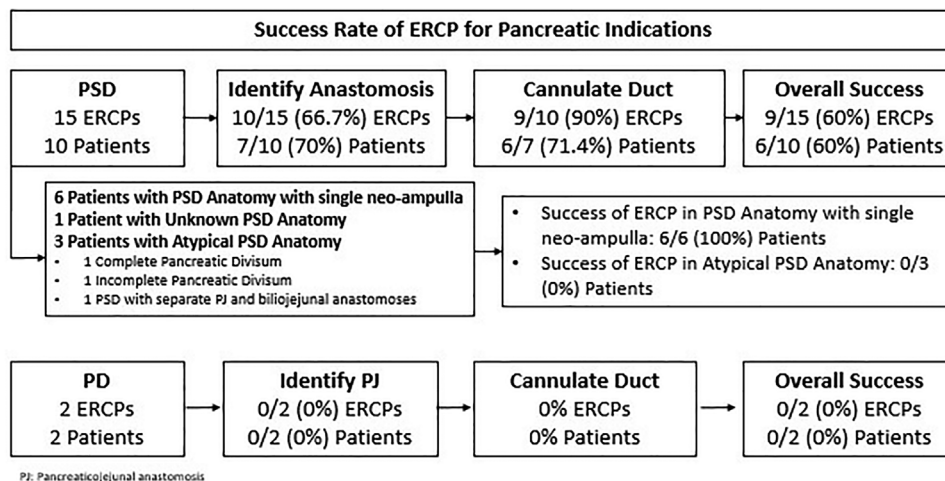 Success Rate of ERCP for Pancreatic Indications
PSD
15 ERCPs
10 Patients
Identify Anastomosis
10/15 (66.7%) ERCPs
7/10 (70%) Patients
Cannulate Duct
9/10 (90%) ERCPs
6/7 (71.4%) Patients
Overall Success
9/15 (60%) ERCPs
6/10 (60%) Patients
6 Patients with PSD Anatomy with single neo-ampulla
1 Patient with Unknown PSD Anatomy
3 Patients with Atypical PSD Anatomy
- 1 Complete Pancreatic Divisum
- 1 Incomplete Pancreatic Divisum
- 1 PSD with separate PJ and biliojejunal anastomoses
• Success of ERCP in PSD Anatomy with single
neo-ampulla: 6/6 (100%) Patients
• Success of ERCP in Atypical PSD Anatomy: 0/3
(0%) Patients
PD
2 ERCPs
2 Patients
Identify PJ
0/2 (0%) ERCPs
0/2 (0%) Patients
Cannulate Duct
0% ERCPs
0% Patients
Overall Success
0/2 (0%) ERCPs
0/2 (0%) Patients
PJ: Pancreaticojejunal anastomosis